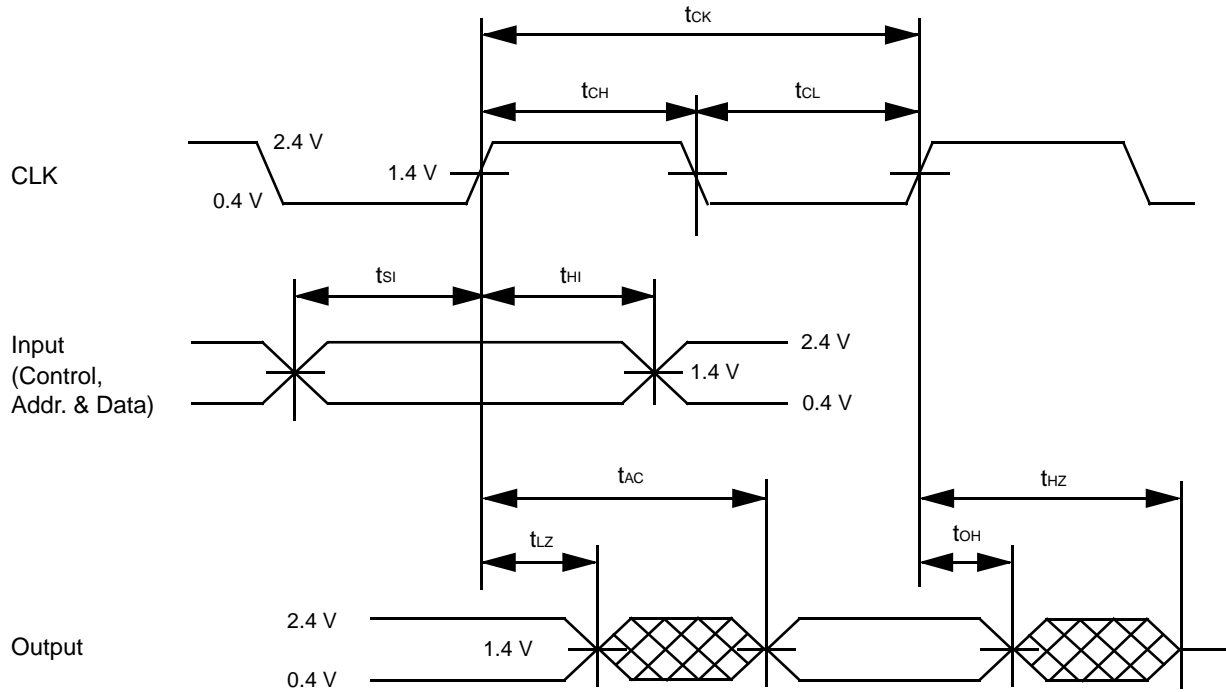 tCK
tCH
tCL
2.4 V
CLK
1.4 V
0.4 V
tSI
tHI
Input
(Control,
Addr. & Data)
2.4 V
1.4 V
0.4 V
tAC
tHZ
tLZ
tOH
2.4 V
Output
1.4 V
0.4 V